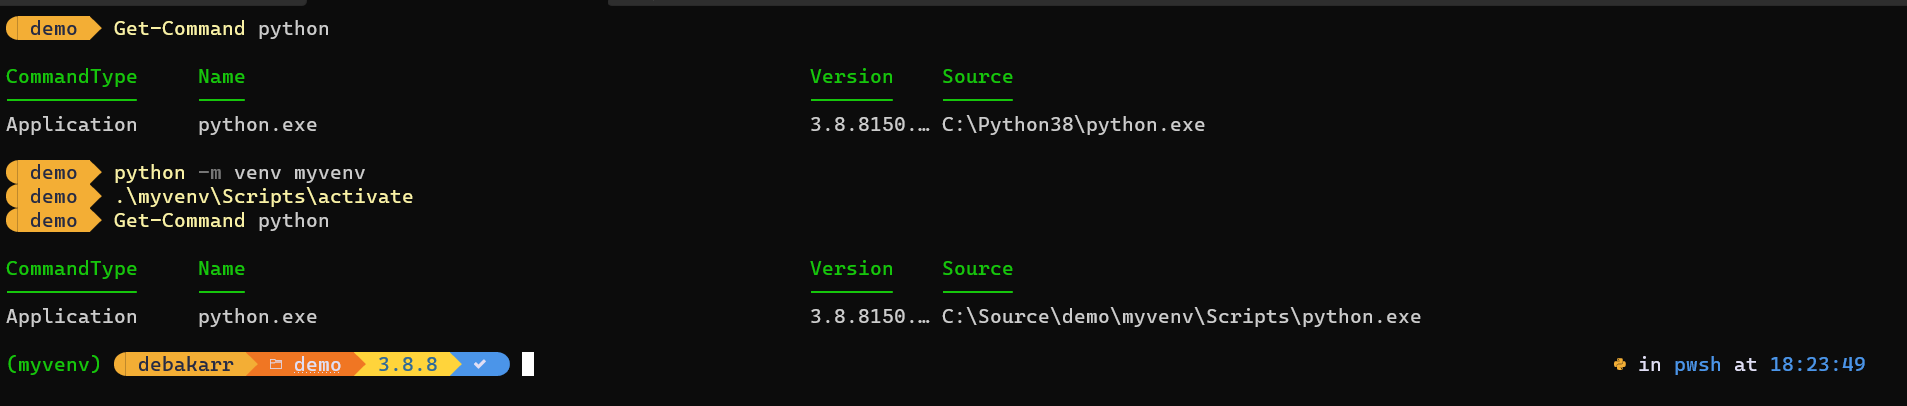 demo Get-Command python
CommandType Name Version Source
Application python.exe 3.8.8150.… C:\Python38\python.exe
demo python -m venv myvenv
demo .\myvenv\Scripts\activate
demo Get-Command python
CommandType Name Version Source
Application python.exe 3.8.8150.… C:\Source\demo\myvenv\Scripts\python.exe
(myvenv) debakarr demo 3.8.8 in pwsh at 18:23:49